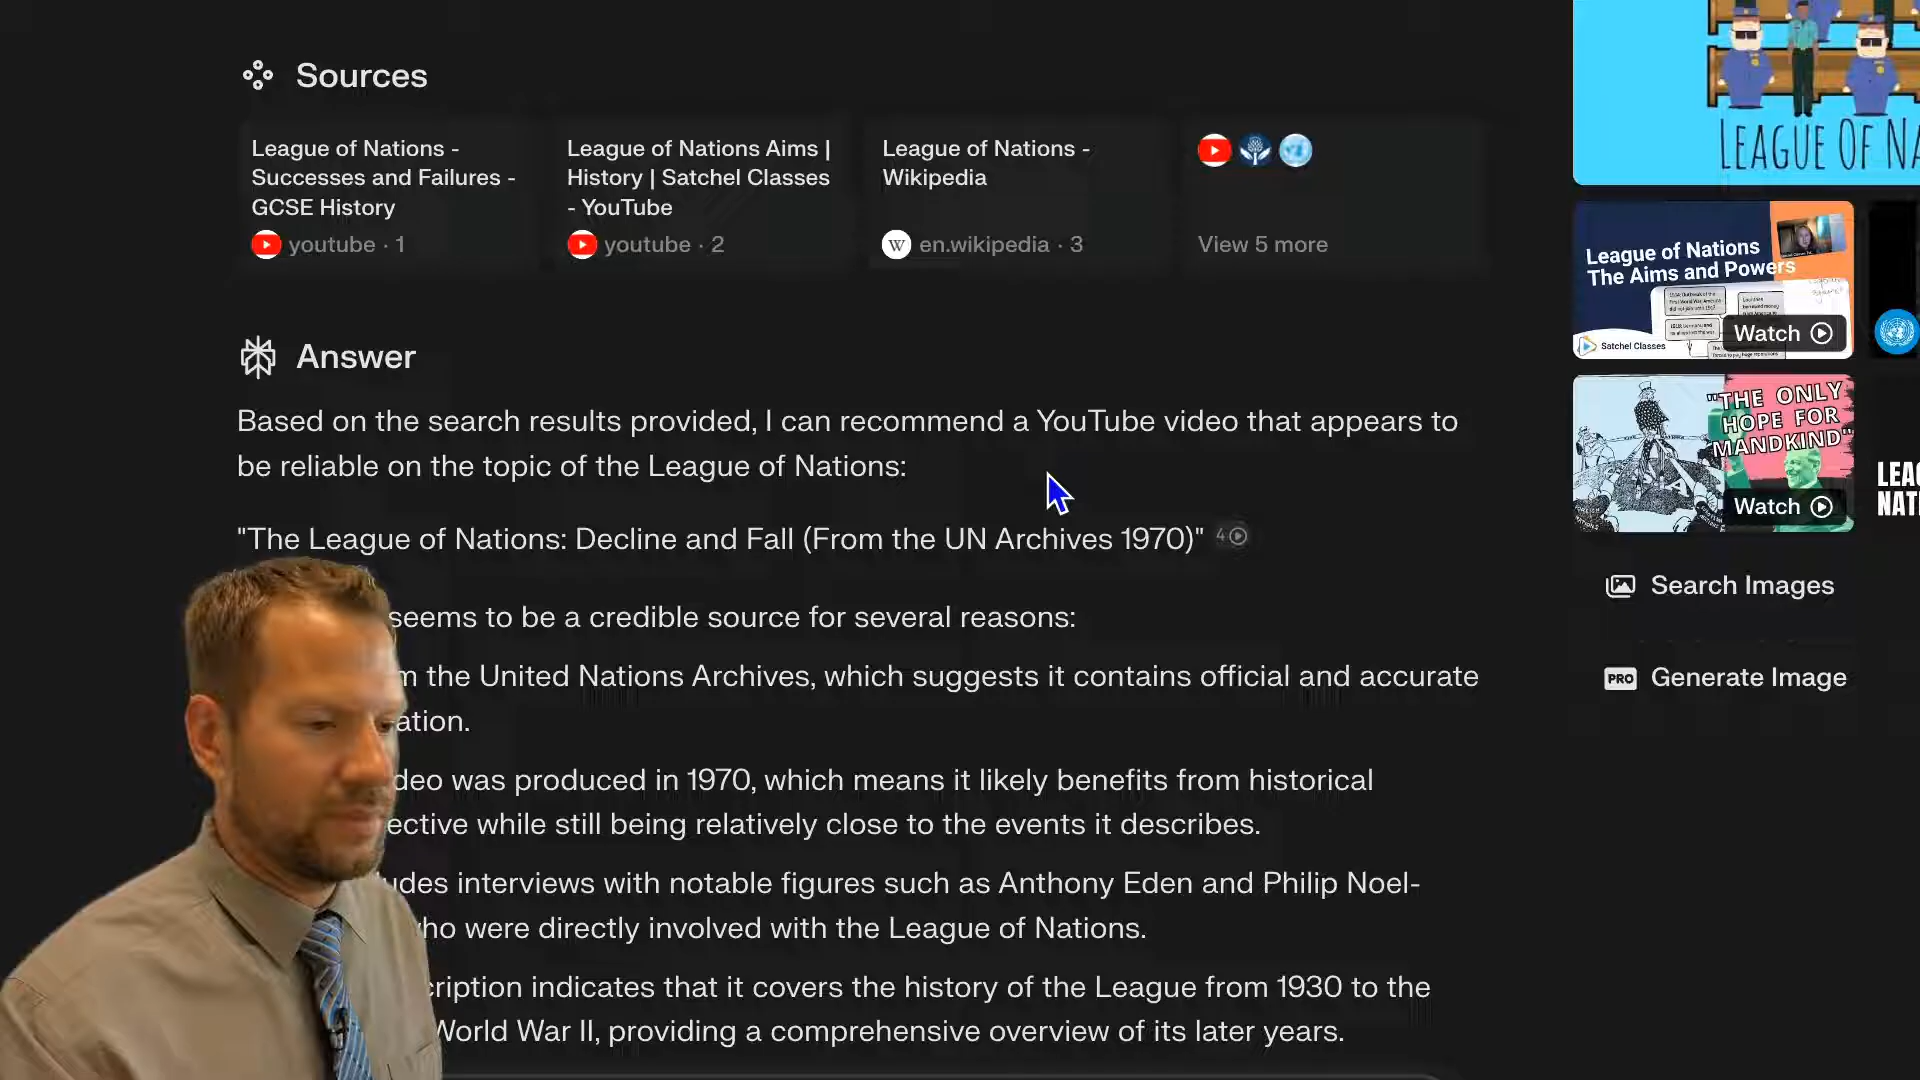 Sources
League of Nations -
Successes and Failures -
GCSE History
youtube · 1
League of Nations Aims |
History | Satchel Classes
- YouTube
youtube · 2
League of Nations -
Wikipedia
W
en.wikipedia · 3
View 5 more
LEAGUE OF NA
League of Nations
The Aims and Powers
Satchel Classes
Watch
"THE ONLY
HOPE FOR
MANDKIND"
Watch
LEAG
NATI
Search Images
PRO
Generate Image
Answer
Based on the search results provided, I can recommend a YouTube video that appears to
be reliable on the topic of the League of Nations:
"The League of Nations: Decline and Fall (From the UN Archives 1970)" 4
seems to be a credible source for several reasons:
m the United Nations Archives, which suggests it contains official and accurate
ation.
deo was produced in 1970, which means it likely benefits from historical
ective while still being relatively close to the events it describes.
udes interviews with notable figures such as Anthony Eden and Philip Noel-
ho were directly involved with the League of Nations.
cription indicates that it covers the history of the League from 1930 to the
World War II, providing a comprehensive overview of its later years.